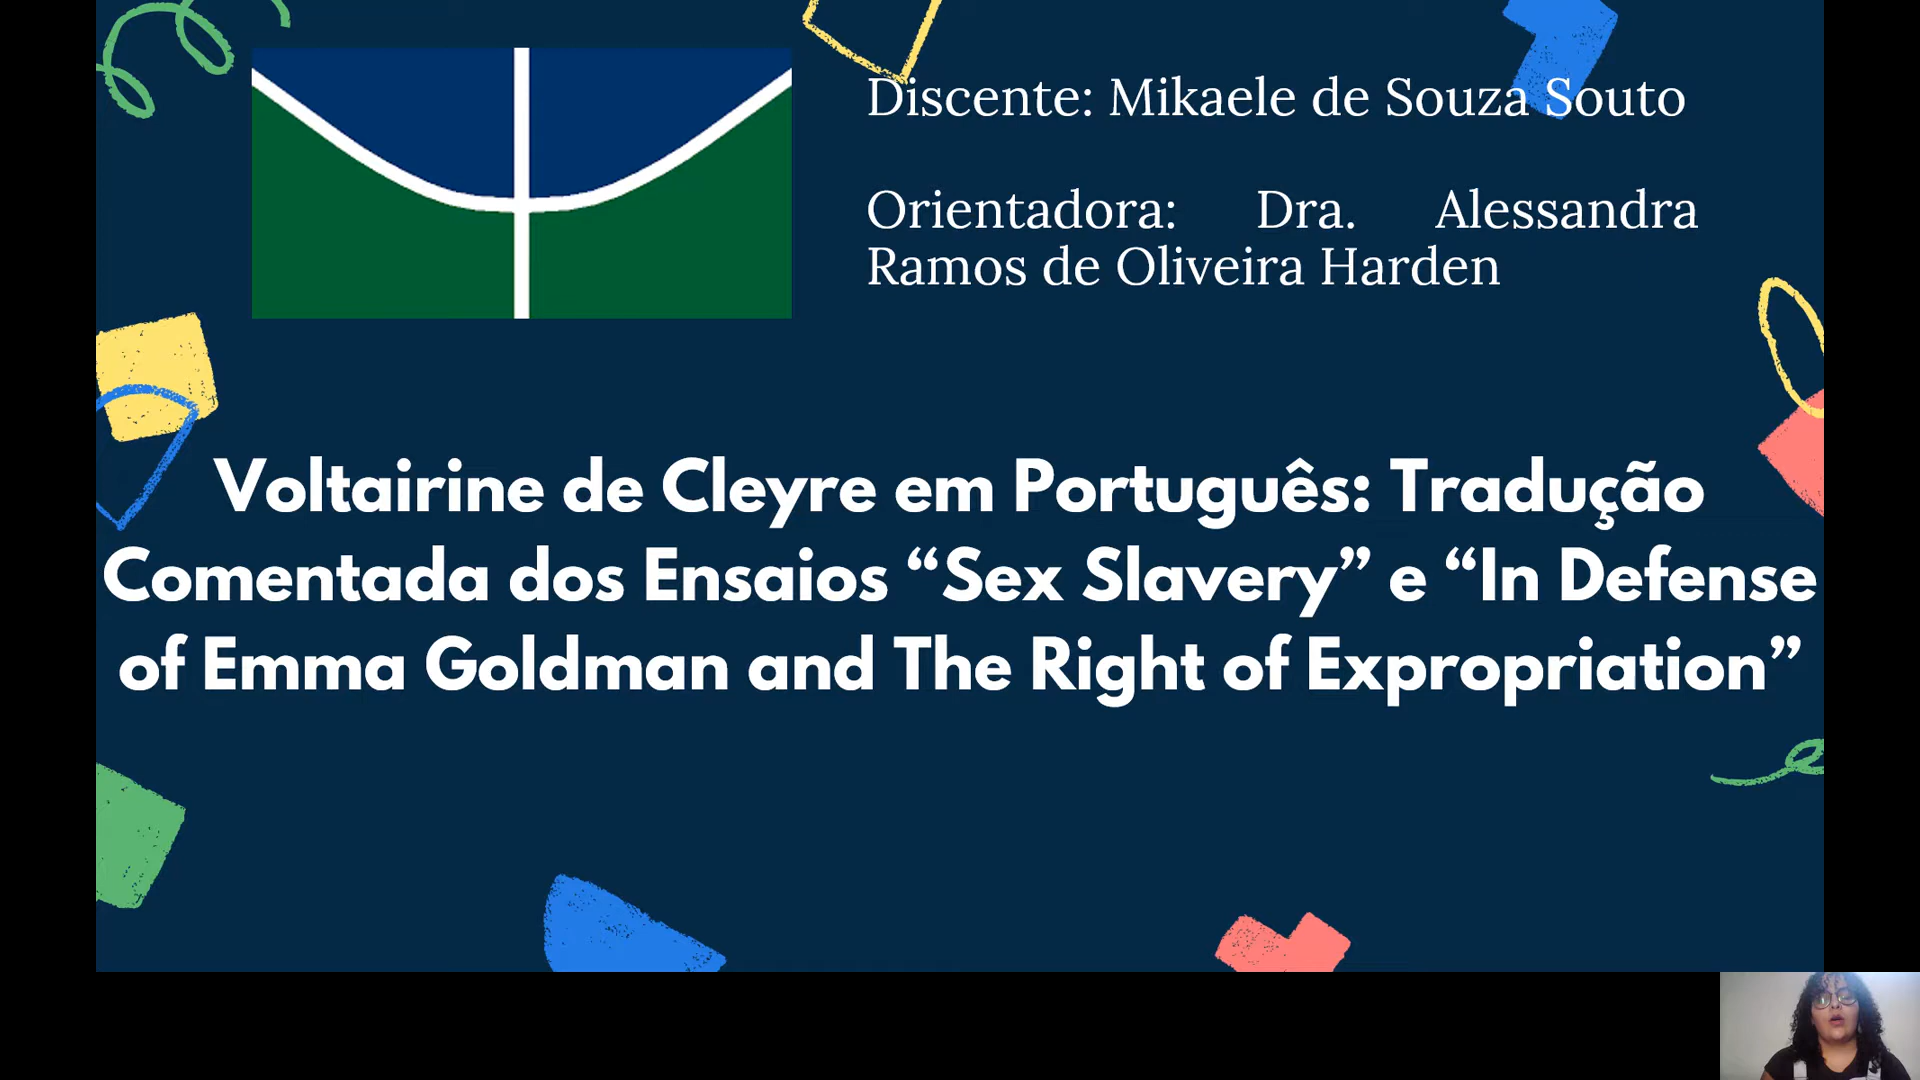 Discente: Mikaele de Souza Souto
Orientadora: Dra. Alessandra
Ramos de Oliveira Harden
Voltairine de Cleyre em Português: Tradução
Comentada dos Ensaios “Sex Slavery” e “In Defense
of Emma Goldman and The Right of Expropriation”